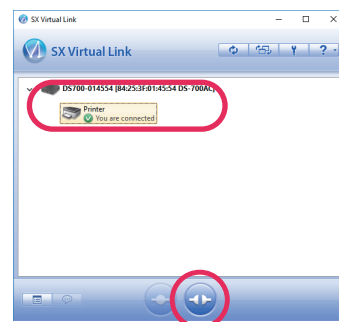 SX Virtual Link
SX Virtual Link
DS700-014554 [84:25:3F:01:45:54 DS-700AC]
Printer
You are connected